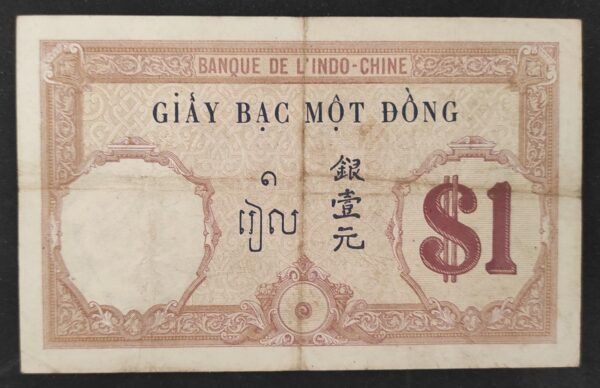 BANQUE DE L'INDO-CHINE
GIẤY BẠC MỘT ĐỒNG
១
រៀល
銀壹元
$1